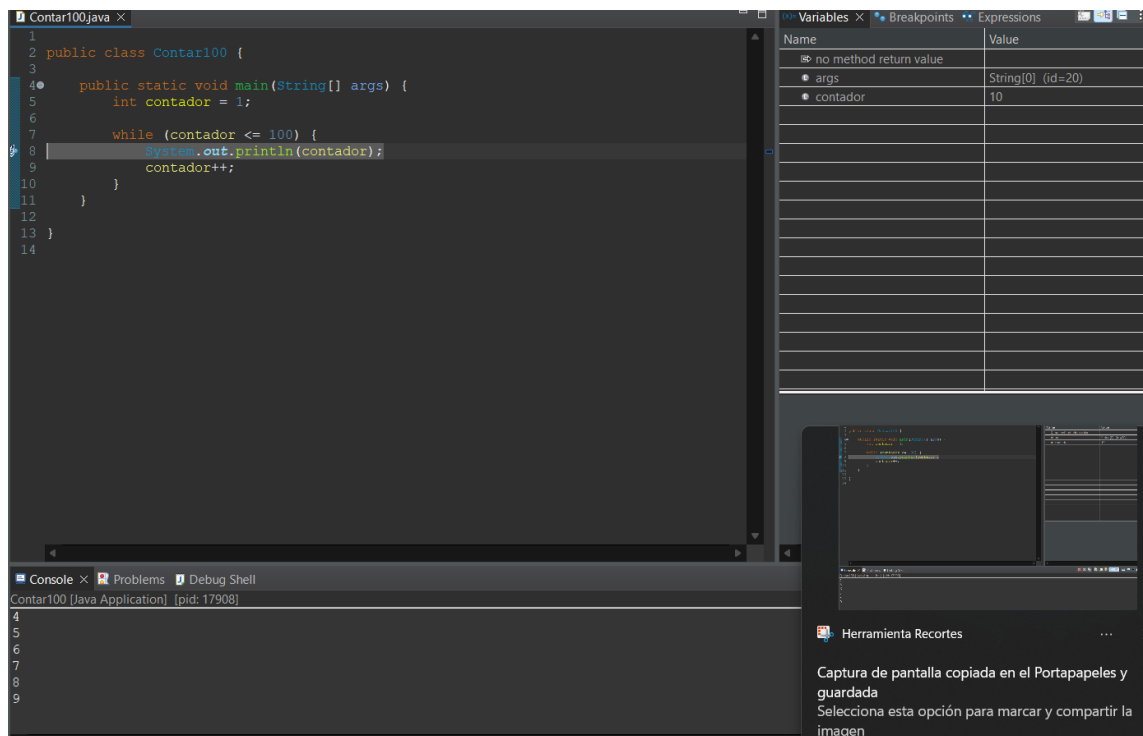 Contar100.java
Variables Breakpoints Expressions
1
2 public class Contar100 {
3
4 public static void main(String[] args) {
5 int contador = 1;
6
7 while (contador <= 100) {
8 System.out.println(contador);
9 contador++;
10 }
11 }
12
13 }
14
Name Value
no method return value
args String[0] (id=20)
contador 10
Console Problems Debug Shell
Contar100 [Java Application] [pid: 17908]
4
5
6
7
8
9
Herramienta Recortes
Captura de pantalla copiada en el Portapapeles y
guardada
Selecciona esta opción para marcar y compartir la
imagen